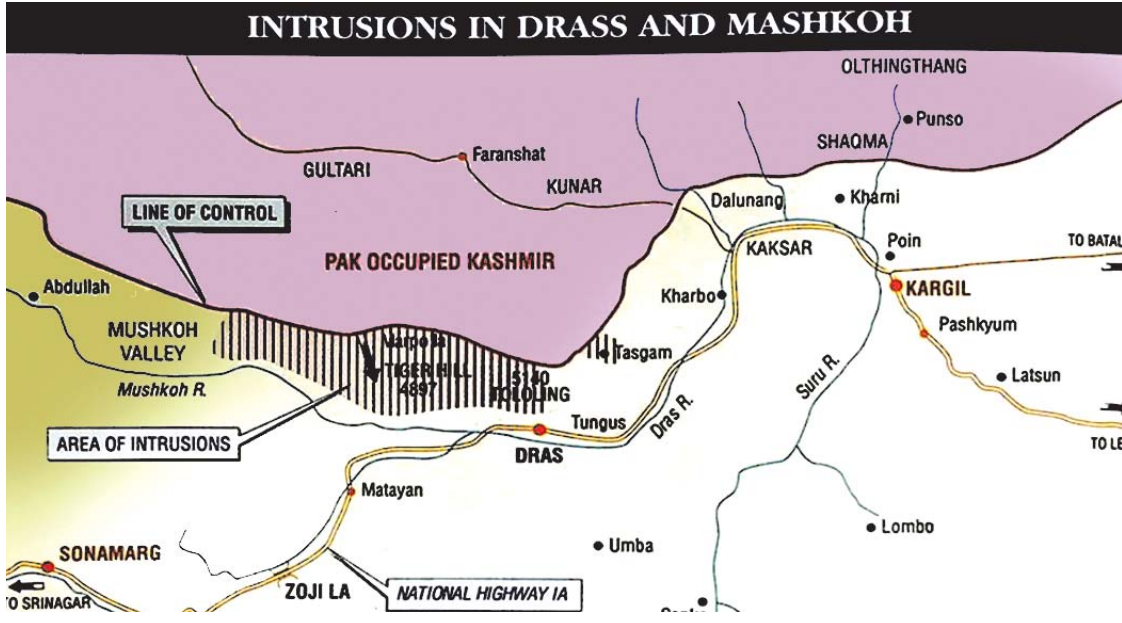 INTRUSIONS IN DRASS AND MASHKOH
OLTHINGTHANG
Punso
SHAQMA
Faranshat
GULTARI
KUNAR
Dalunang
Kharni
LINE OF CONTROL
KAKSAR
Poin
TO BATAL
PAK OCCUPIED KASHMIR
Abdullah
Kharbo
KARGIL
Pashkyum
MUSHKOH
VALLEY
Tasgam
TIGER HILL
4897
5140
TOLOLING
Latsun
Mushkoh R.
Suru R.
Dras R.
AREA OF INTRUSIONS
Tungus
DRAS
TO LE
Matayan
Lombo
Umba
SONAMARG
ZOJI LA
NATIONAL HIGHWAY IA
TO SRINAGAR